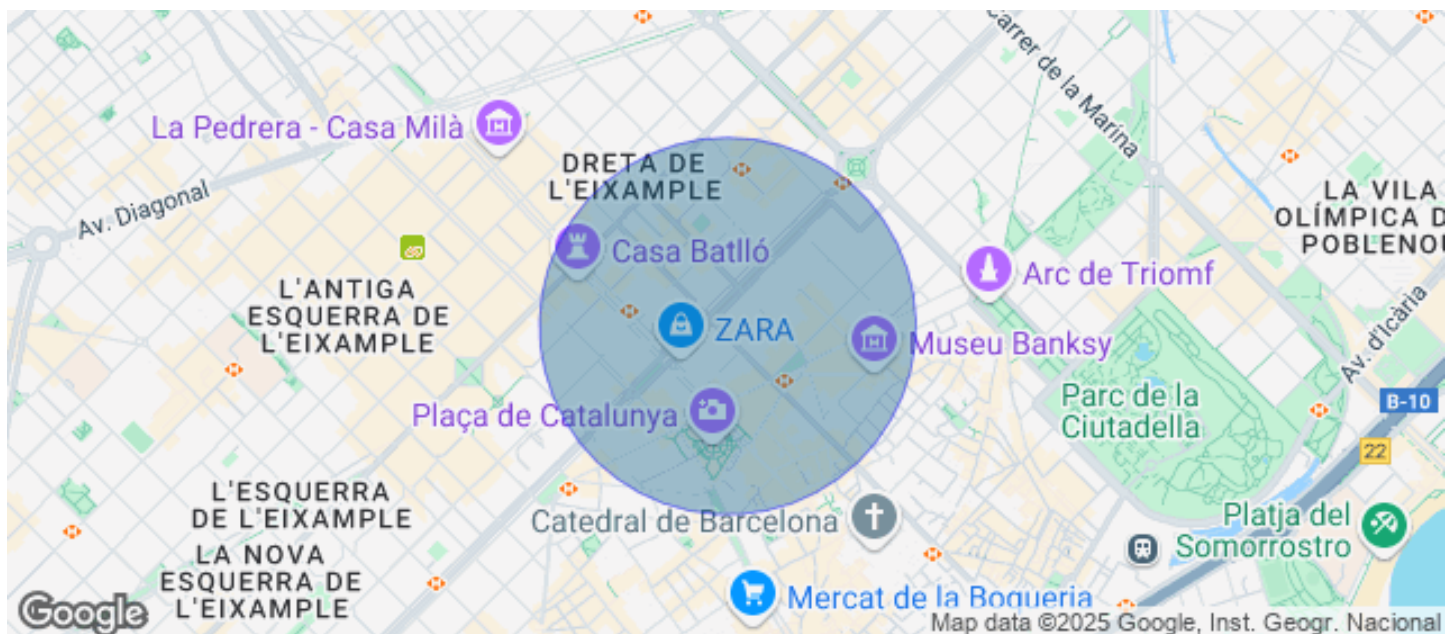 Carrer de la Marina
La Pedrera - Casa Milà
DRETA DE
L'EIXAMPLE
Av. Diagonal
LA VILA
OLÍMPICA D
POBLENOU
Casa Batlló
Arc de Triomf
L'ANTIGA
ESQUERRA DE
L'EIXAMPLE
ZARA
Museu Banksy
Av. d'Icària
Plaça de Catalunya
Parc de la
Ciutadella
B-10
22
L'ESQUERRA
DE L'EIXAMPLE
Catedral de Barcelona
Platja del
Somorrostro
LA NOVA
ESQUERRA DE
L'EIXAMPLE
Mercat de la Boqueria
Google
Map data ©2025 Google, Inst. Geogr. Nacional